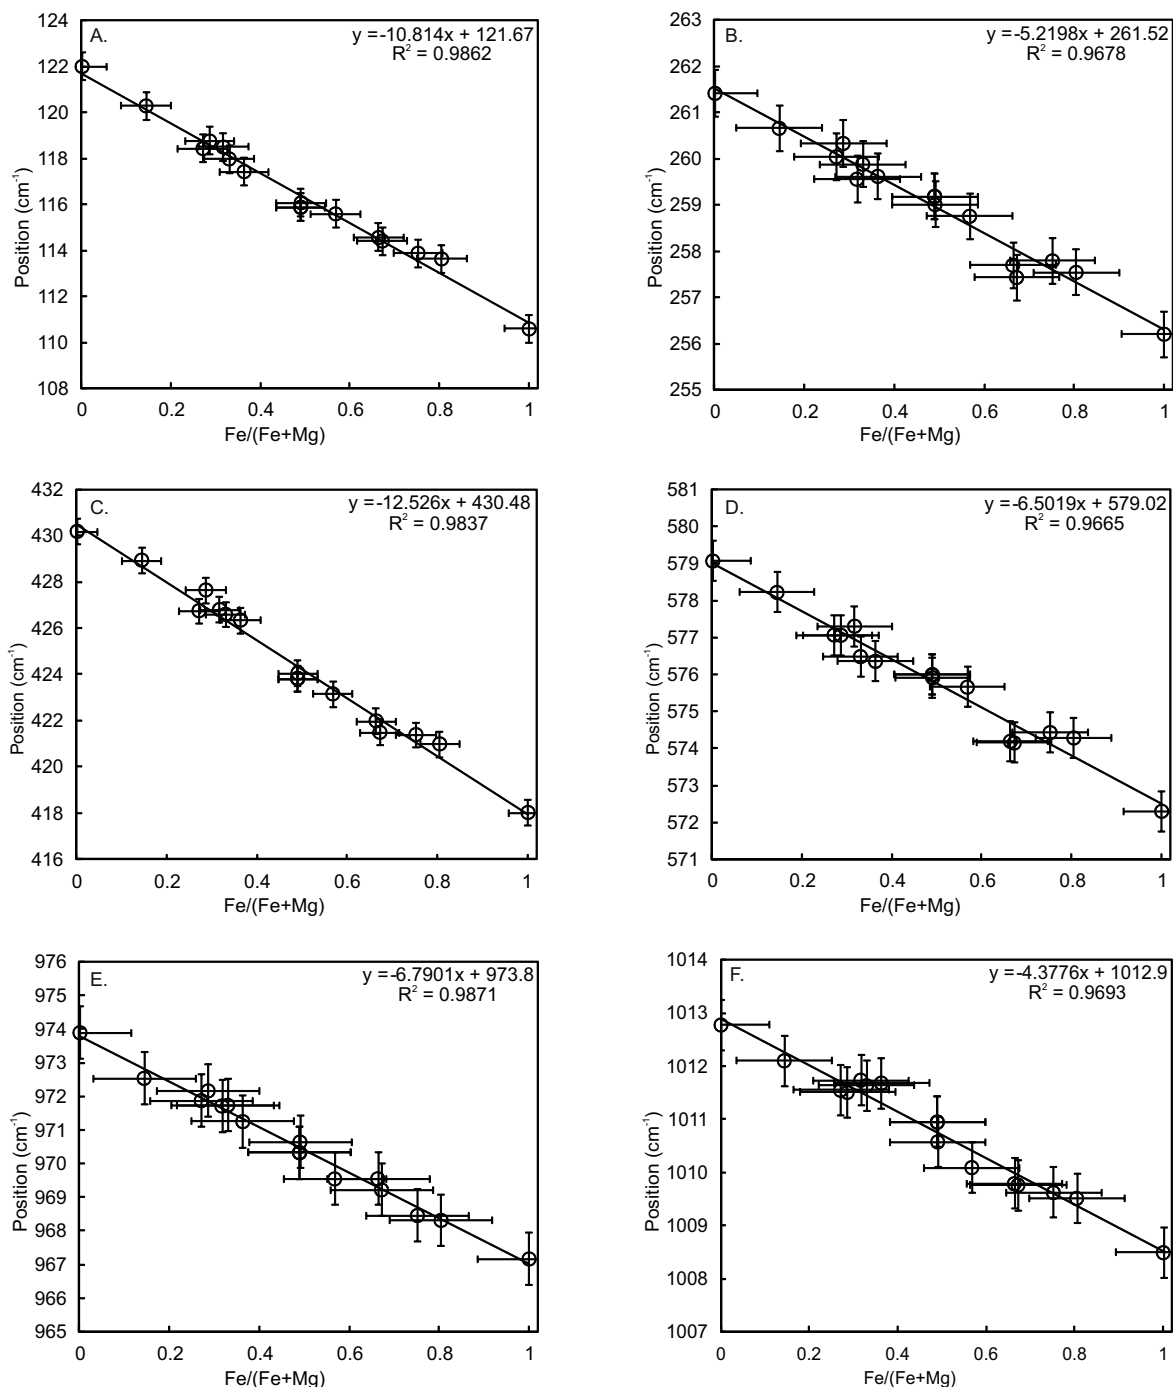 A.
y =-10.814x + 121.67
R² = 0.9862
124
122
120
118
116
114
112
110
108
Position (cm⁻¹)
0 0.2 0.4 0.6 0.8 1
Fe/(Fe+Mg)
B.
y =-5.2198x + 261.52
R² = 0.9678
263
262
261
260
259
258
257
256
255
Position (cm⁻¹)
0 0.2 0.4 0.6 0.8 1
Fe/(Fe+Mg)
C.
y =-12.526x + 430.48
R² = 0.9837
432
430
428
426
424
422
420
418
416
Position (cm⁻¹)
0 0.2 0.4 0.6 0.8 1
Fe/(Fe+Mg)
D.
y =-6.5019x + 579.02
R² = 0.9665
581
580
579
578
577
576
575
574
573
572
571
Position (cm⁻¹)
0 0.2 0.4 0.6 0.8 1
Fe/(Fe+Mg)
E.
y =-6.7901x + 973.8
R² = 0.9871
976
975
974
973
972
971
970
969
968
967
966
965
Position (cm⁻¹)
0 0.2 0.4 0.6 0.8 1
Fe/(Fe+Mg)
F.
y =-4.3776x + 1012.9
R² = 0.9693
1014
1013
1012
1011
1010
1009
1008
1007
Position (cm⁻¹)
0 0.2 0.4 0.6 0.8 1
Fe/(Fe+Mg)